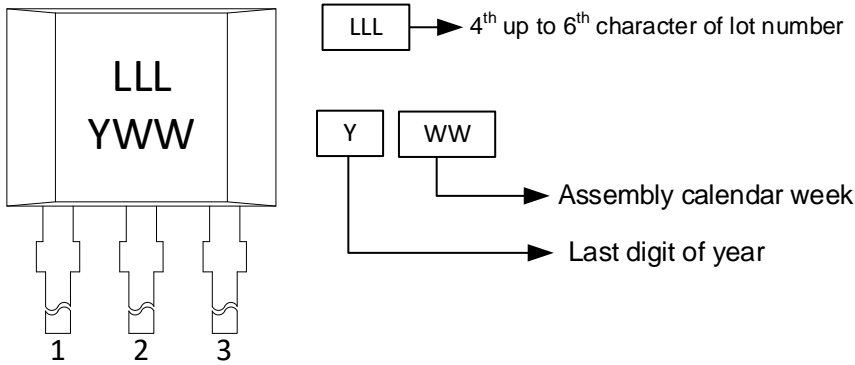 LLL
YWW
1 2 3
LLL 4th up to 6th character of lot number
Y WW
Assembly calendar week
Last digit of year